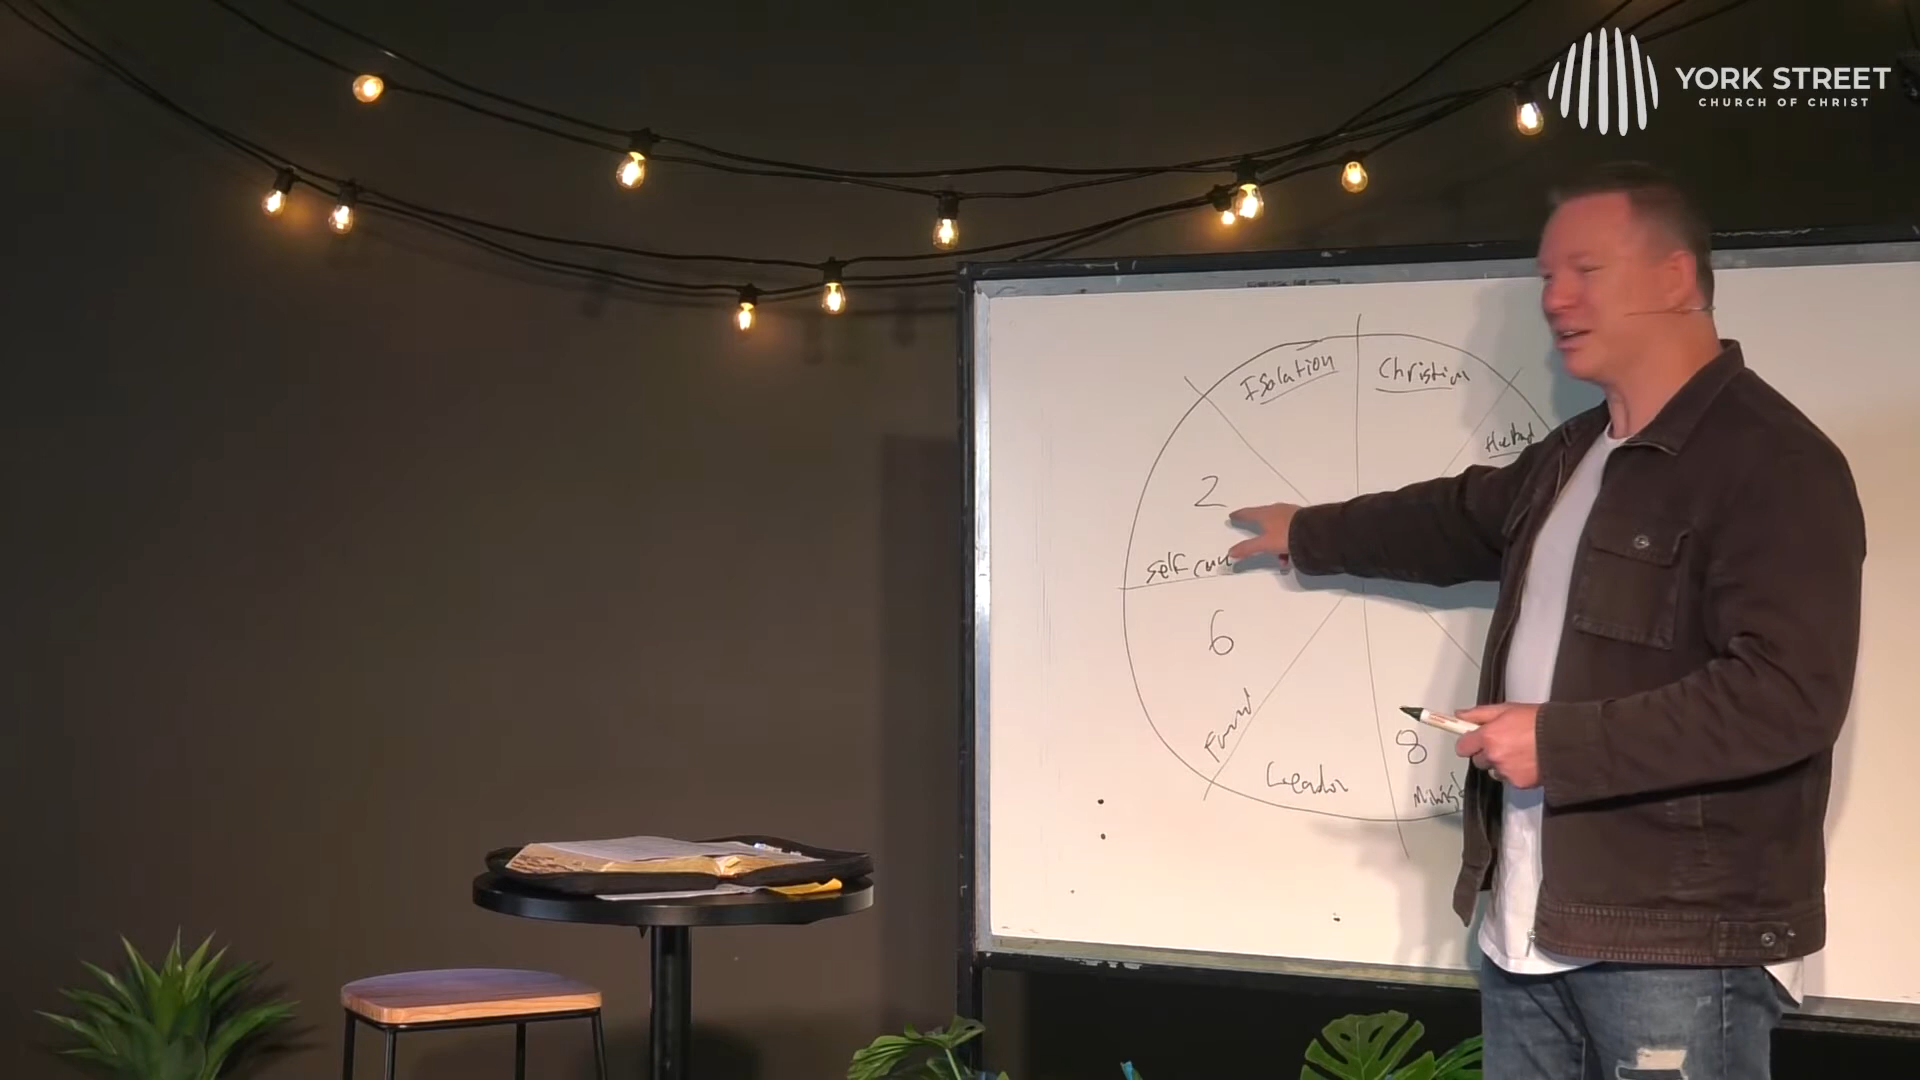 YORK STREET
CHURCH OF CHRIST
Isolation
Christian
2
self care
6
8
Leader